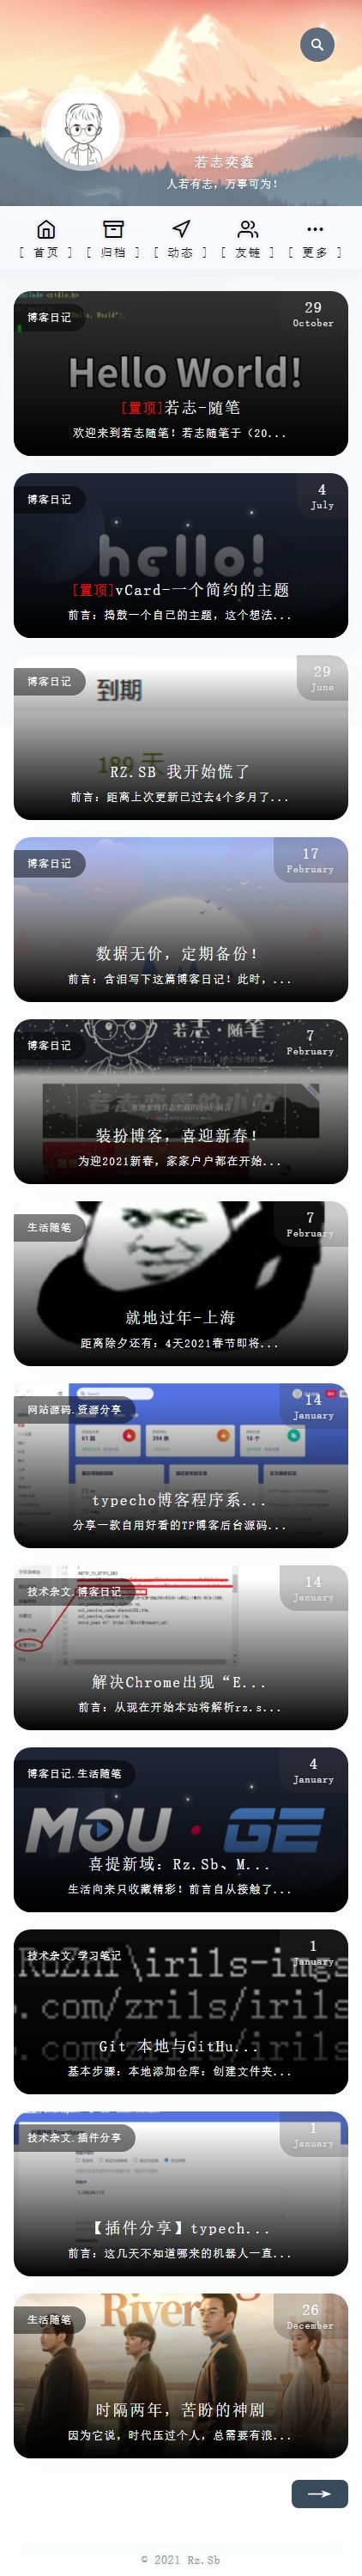 若志奕鑫
人若有志，万事可为！
[ 首页 ] [ 归档 ] [ 动态 ] [ 友链 ] [ 更多 ]
博客日记
29
October
Hello World!
[置顶]若志-随笔
欢迎来到若志随笔！若志随笔于（20...
博客日记
4
July
hello!
[置顶]vCard-一个简约的主题
前言：捣鼓一个自己的主题，这个想法...
博客日记
29
June
到期
189 天
RZ.SB 我开始慌了
前言：距离上次更新已过去4个多月了...
博客日记
17
February
数据无价，定期备份！
前言：含泪写下这篇博客日记！此时，...
博客日记
7
February
若志·随笔
装扮博客，喜迎新春！
为迎2021新春，家家户户都在开始...
生活随笔
7
February
就地过年-上海
距离除夕还有：4天2021春节即将...
网站源码.资源分享
14
January
typecho博客程序系...
分享一款自用好看的TP博客后台源码...
技术杂文.博客日记
14
January
解决Chrome出现“E...
前言：从现在开始本站将解析rz.s...
博客日记.生活随笔
4
January
MOU·GE
喜提新域：Rz.Sb、M...
生活向来只收藏精彩！前言自从接触了...
技术杂文.学习笔记
1
January
Rozhi\irils-imgs
.com/zrils/irils
Git 本地与GitHu...
基本步骤：本地添加仓库：创建文件夹...
技术杂文.插件分享
1
January
【插件分享】typech...
前言：这几天不知道哪来的机器人一直...
生活随笔
26
December
River
时隔两年，苦盼的神剧
因为它说，时代压过个人，总需要有浪...
© 2021 Rz.Sb